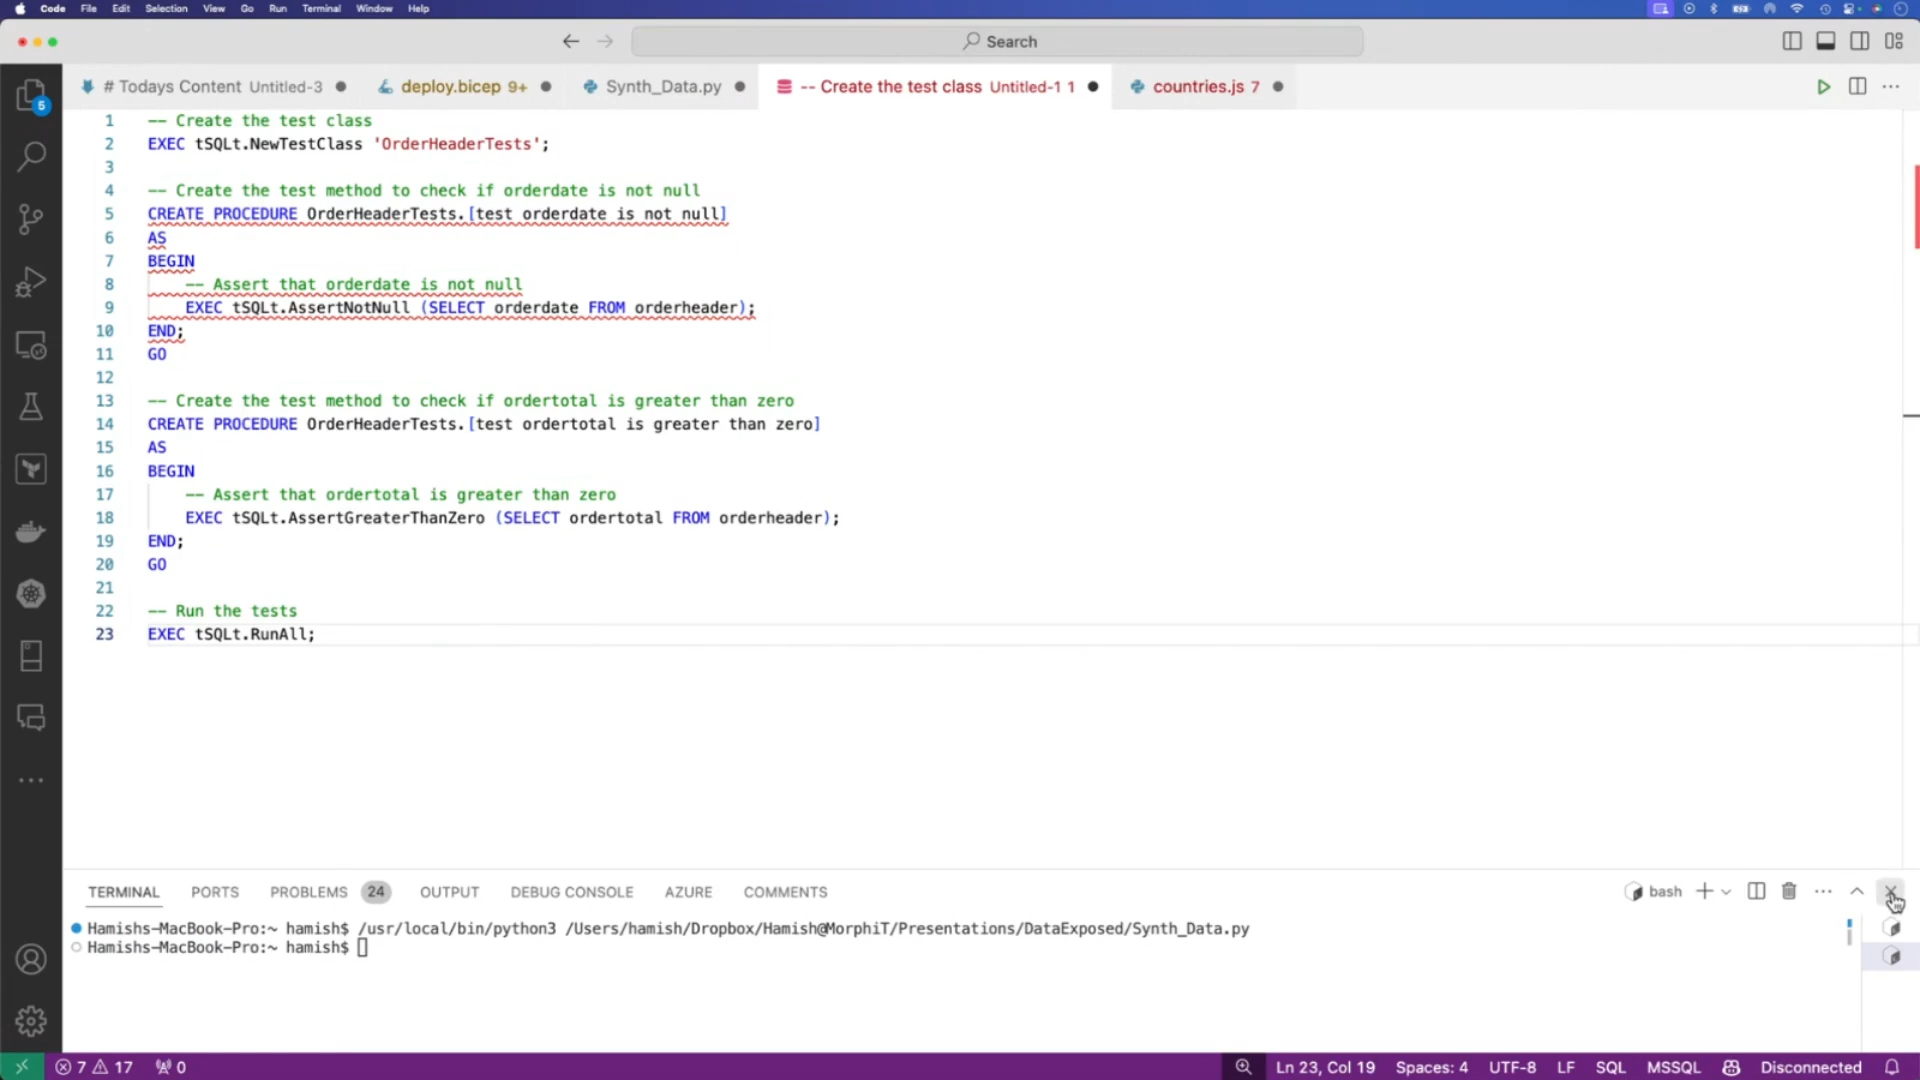 Code File Edit Selection View Go Run Terminal Window Help
Search
5
# Todays Content Untitled-3
deploy.bicep 9+
Synth_Data.py
-- Create the test class Untitled-1 1
countries.js 7
1 -- Create the test class
2 EXEC tSQLt.NewTestClass 'OrderHeaderTests';
3
4 -- Create the test method to check if orderdate is not null
5 CREATE PROCEDURE OrderHeaderTests.[test orderdate is not null]
6 AS
7 BEGIN
8 -- Assert that orderdate is not null
9 EXEC tSQLt.AssertNotNull (SELECT orderdate FROM orderheader);
10 END;
11 GO
12
13 -- Create the test method to check if ordertotal is greater than zero
14 CREATE PROCEDURE OrderHeaderTests.[test ordertotal is greater than zero]
15 AS
16 BEGIN
17 -- Assert that ordertotal is greater than zero
18 EXEC tSQLt.AssertGreaterThanZero (SELECT ordertotal FROM orderheader);
19 END;
20 GO
21
22 -- Run the tests
23 EXEC tSQLt.RunAll;
TERMINAL PORTS PROBLEMS 24 OUTPUT DEBUG CONSOLE AZURE COMMENTS
bash
Hamishs-MacBook-Pro:~ hamish$ /usr/local/bin/python3 /Users/hamish/Dropbox/Hamish@MorphiT/Presentations/DataExposed/Synth_Data.py
Hamishs-MacBook-Pro:~ hamish$
7 17 0
Ln 23, Col 19 Spaces: 4 UTF-8 LF SQL MSSQL Disconnected